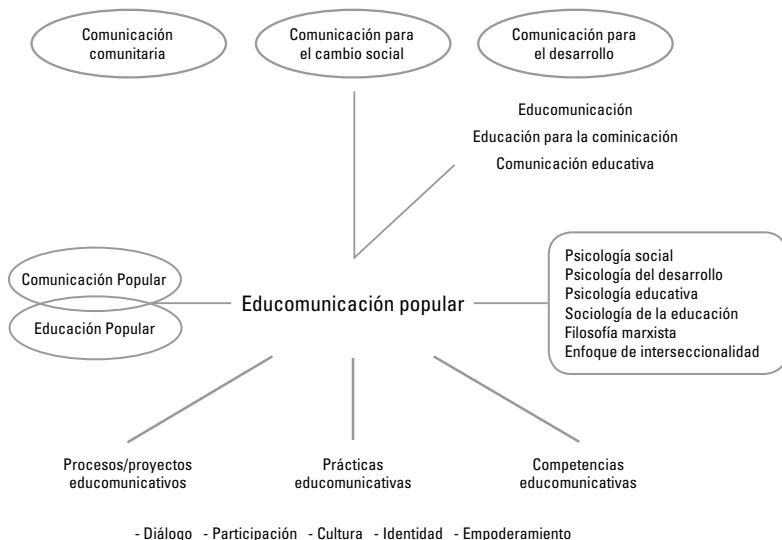 Comunicación
comunitaria
Comunicación para
el cambio social
Comunicación para
el desarrollo
Educomunicación
Educación para la cominicación
Comunicación educativa
Comunicación Popular
Educación Popular
Educomunicación popular
Psicología social
Psicología del desarrollo
Psicología educativa
Sociología de la educación
Filosofía marxista
Enfoque de interseccionalidad
Procesos/proyectos
educomunicativos
Prácticas
educomunicativas
Competencias
educomunicativas
- Diálogo - Participación - Cultura - Identidad - Empoderamiento